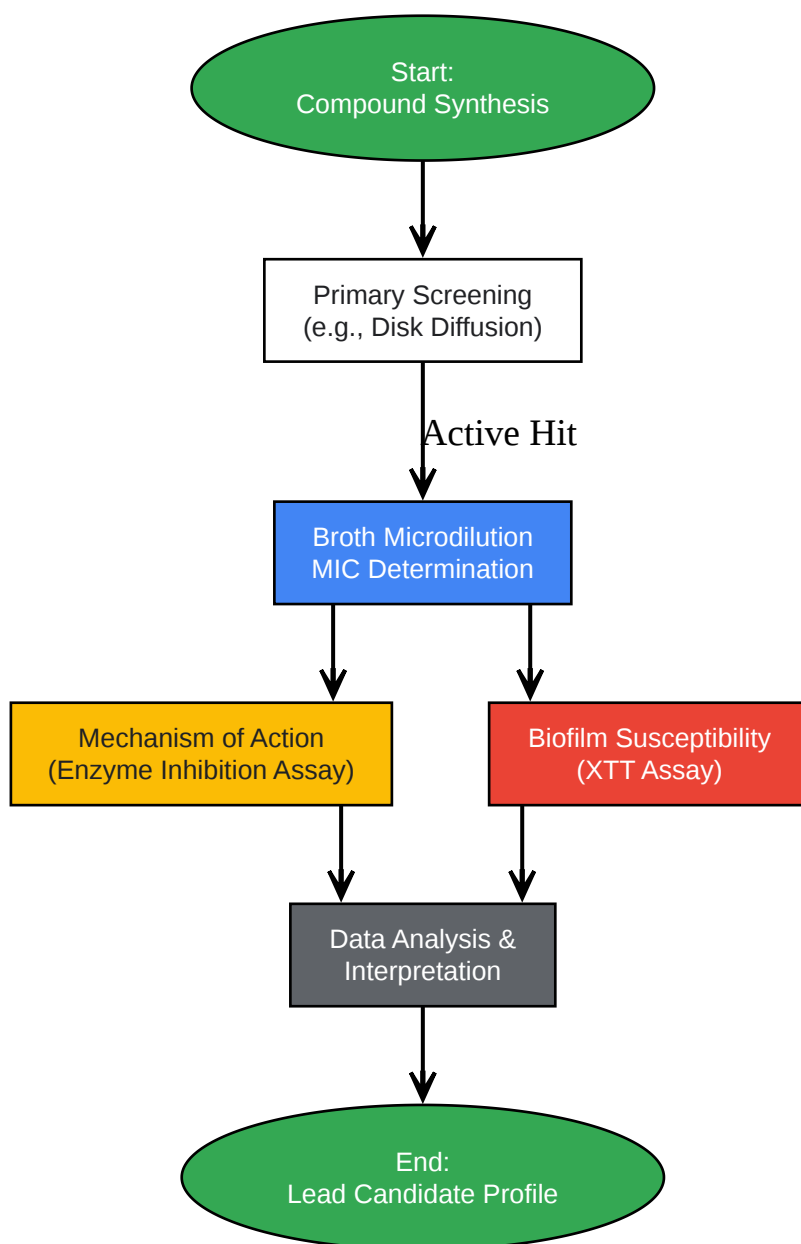 Start:
Compound Synthesis
Primary Screening
(e.g., Disk Diffusion)
Active Hit
Broth Microdilution
MIC Determination
Mechanism of Action
(Enzyme Inhibition Assay)
Biofilm Susceptibility
(XTT Assay)
Data Analysis &
Interpretation
End:
Lead Candidate Profile